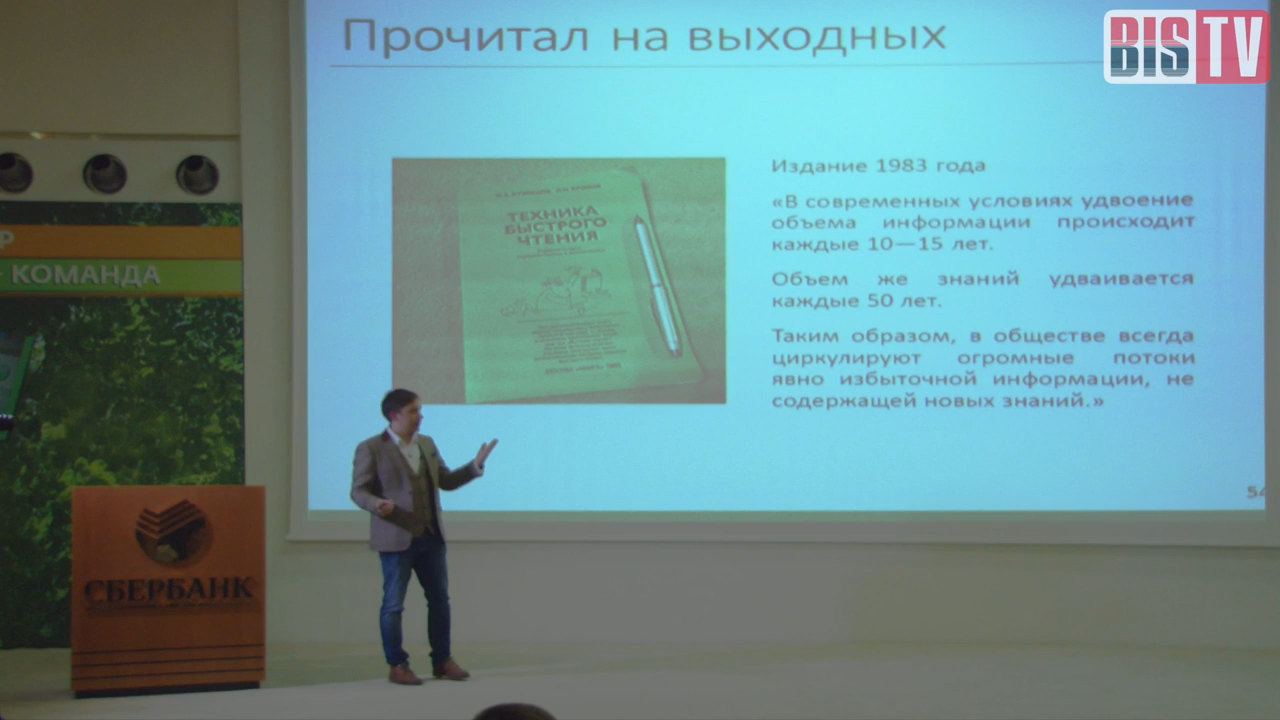 Прочитал на выходных
BISTV
Издание 1983 года
«В современных условиях удвоение
объема информации происходит
каждые 10—15 лет.
Объем же знаний удваивается
каждые 50 лет.
Таким образом, в обществе всегда
циркулируют огромные потоки
явно избыточной информации, не
содержащей новых знаний.»
ТЕХНИКА
БЫСТРОГО
ЧТЕНИЯ
КОМАНДА
СБЕРБАНК
54